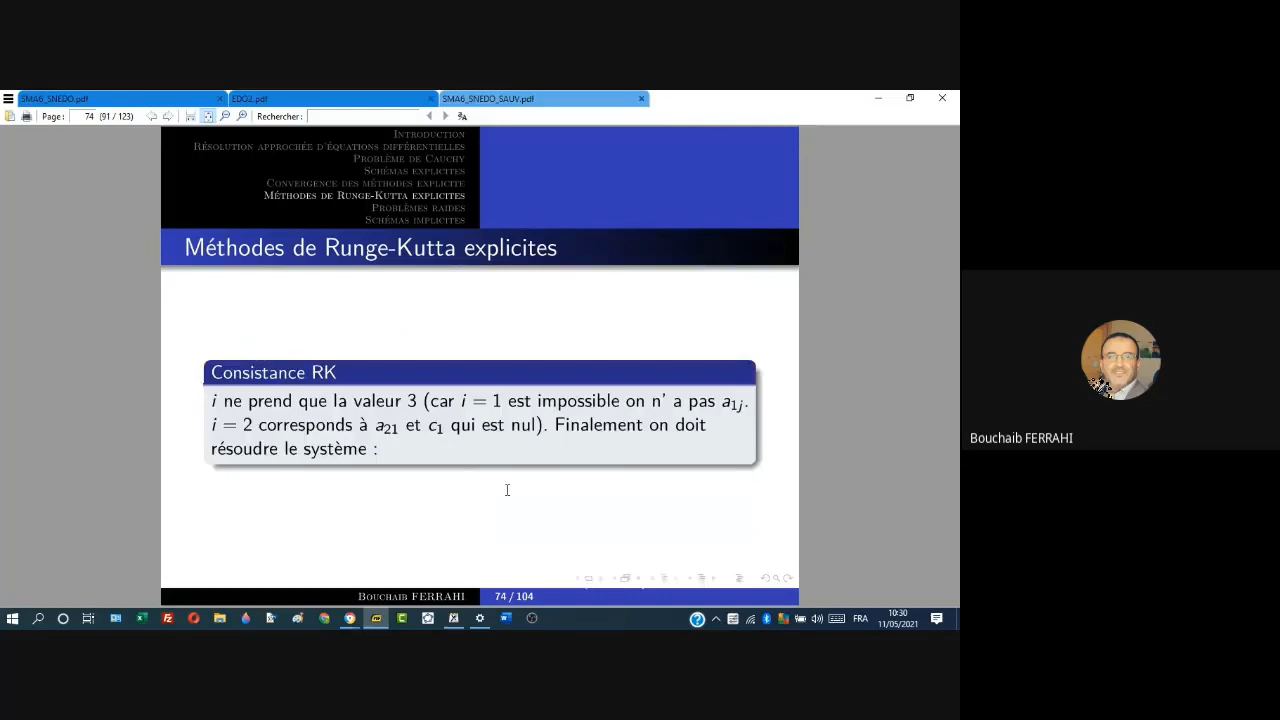 SMA6_SNEDO.pdf
EDO2.pdf
SMA6_SNEDO_SAUV.pdf
Page: 74 (91 / 123) Rechercher:
Introduction
Résolution approchée d'équations différentielles
Problème de Cauchy
Schémas explicites
Convergence des méthodes explicite
Méthodes de Runge-Kutta explicites
Problèmes raides
Schémas implicites
Méthodes de Runge-Kutta explicites
Consistance RK
i ne prend que la valeur 3 (car i = 1 est impossible on n' a pas a1j.
i = 2 corresponds à a21 et c1 qui est nul). Finalement on doit
résoudre le système :
Bouchaib FERRAHI 74 / 104
FRA
10:30
11/05/2021
Bouchaib FERRAHI